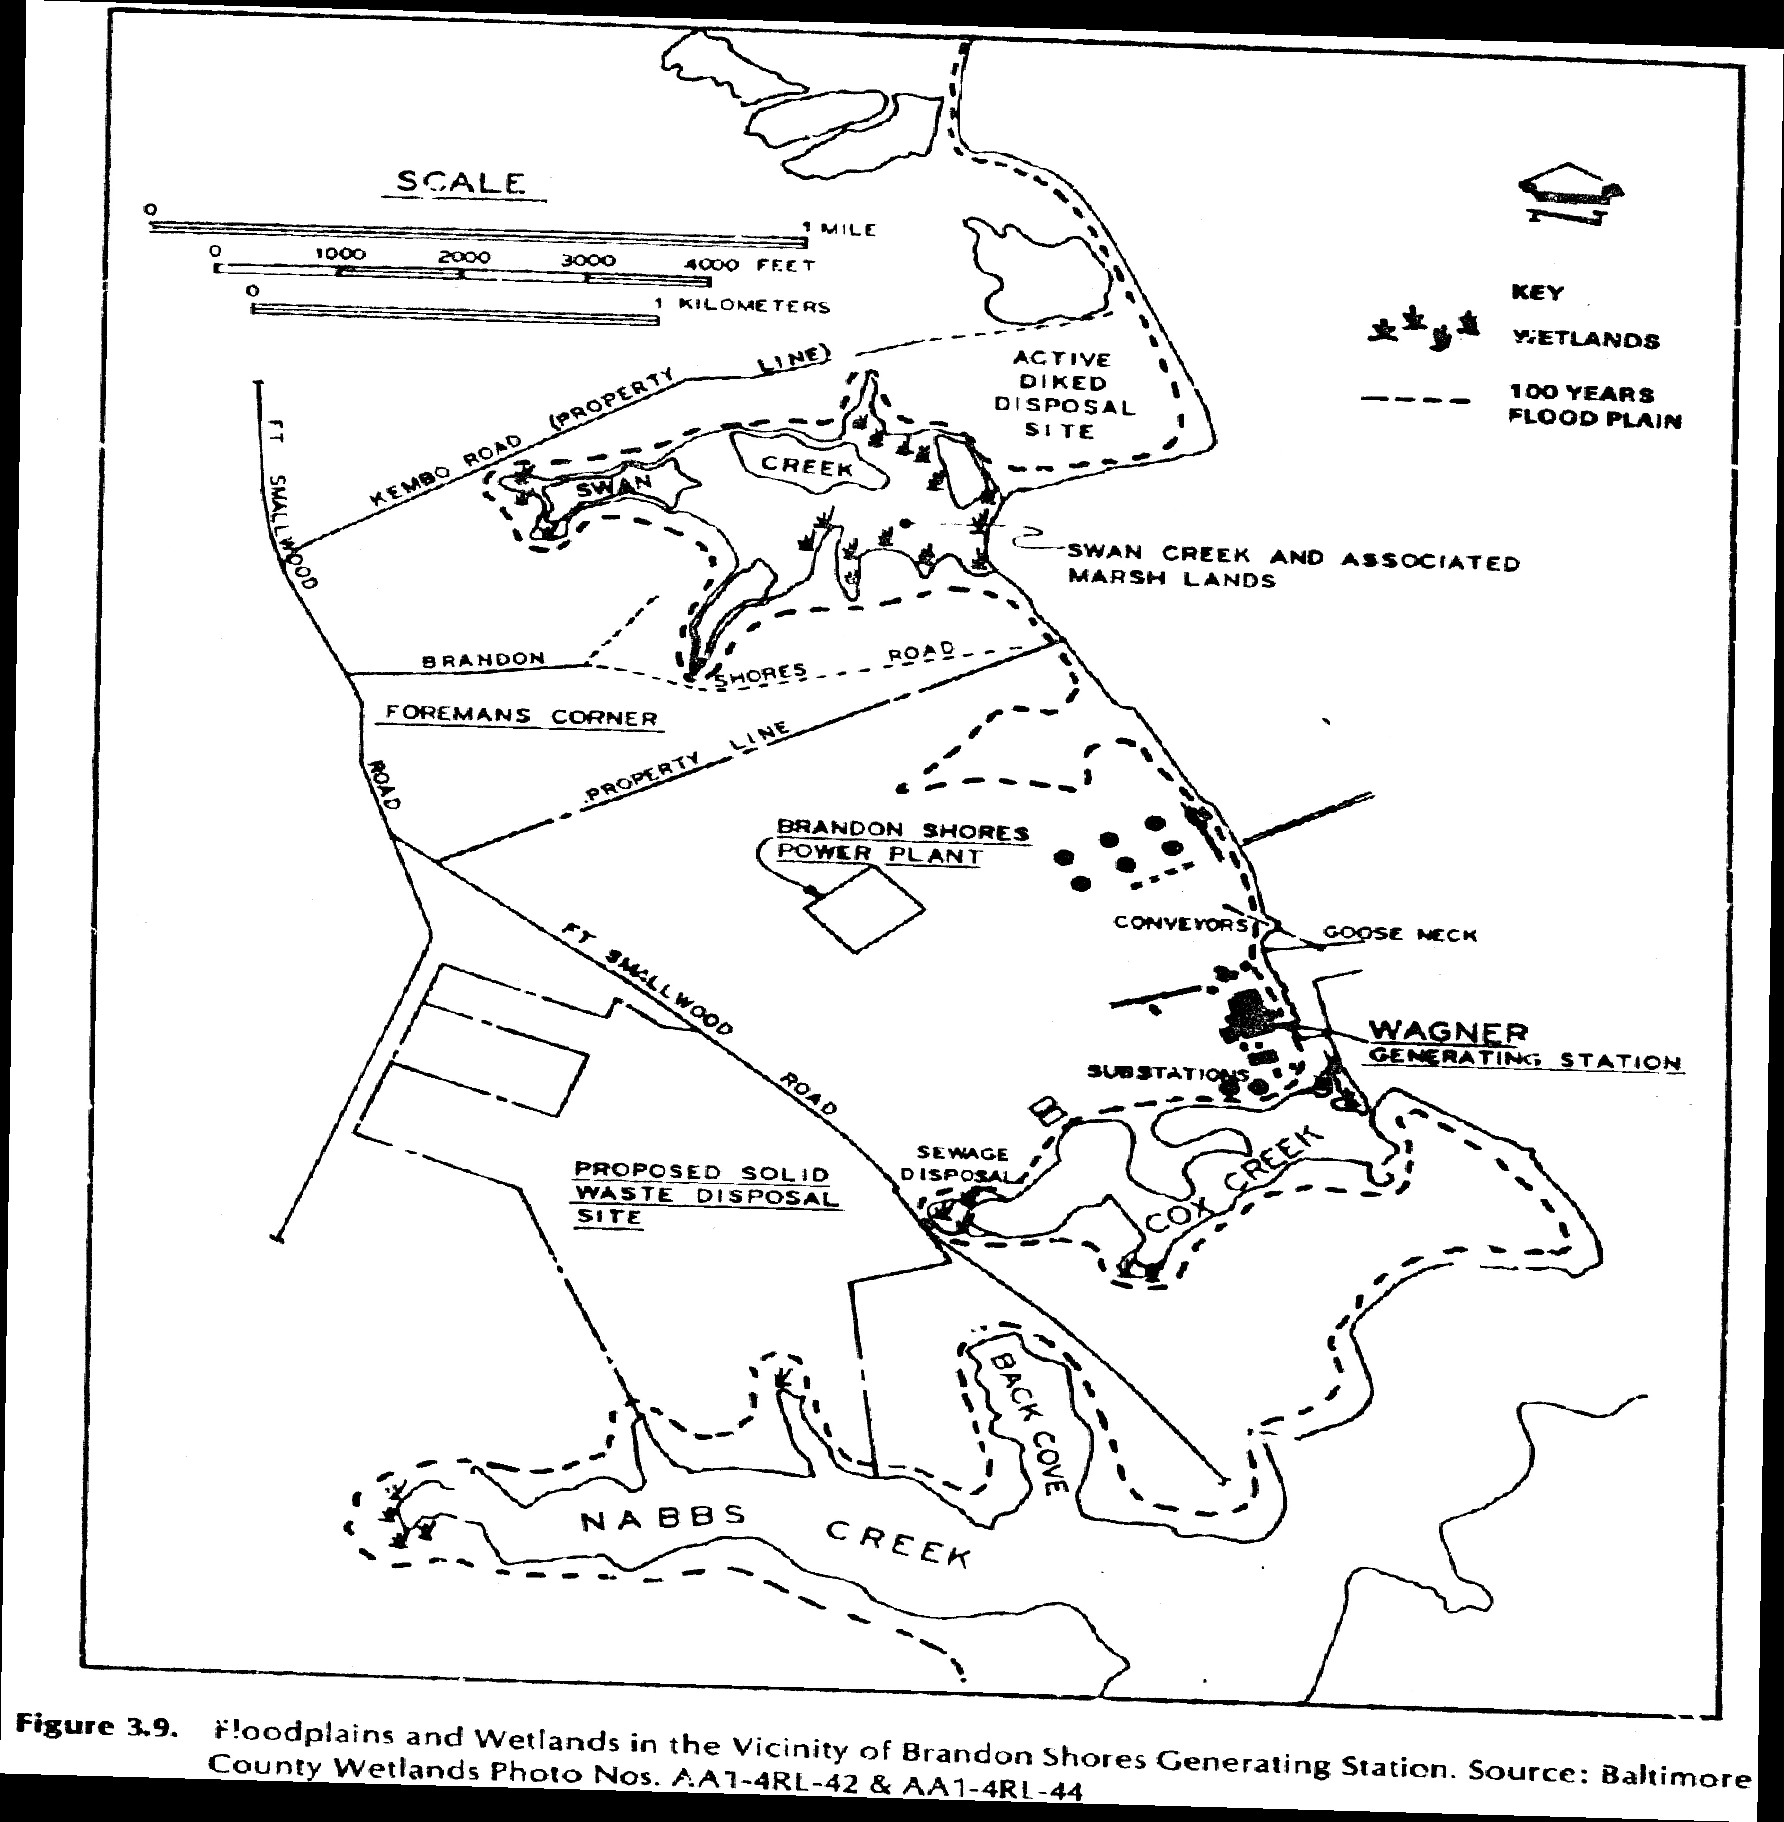 SCALE
0 1 MILE
0 1000 2000 3000 4000 FEET
0 1 KILOMETERS
N
KEY
WETLANDS
100 YEARS
FLOOD PLAIN
ACTIVE
DIKED
DISPOSAL
SITE
KEMBO ROAD (PROPERTY LINE)
FT SMALLWOOD ROAD
SWAN CREEK
SWAN CREEK AND ASSOCIATED
MARSH LANDS
BRANDON SHORES ROAD
FOREMANS CORNER
PROPERTY LINE
BRANDON SHORES
POWER PLANT
CONVEYORS
GOOSE NECK
FT SMALLWOOD ROAD
WAGNER
GENERATING STATION
SUBSTATIONS
SEWAGE
DISPOSAL
COX CREEK
PROPOSED SOLID
WASTE DISPOSAL
SITE
BACK COVE
NABBS CREEK
Figure 3.9. Floodplains and Wetlands in the Vicinity of Brandon Shores Generating Station. Source: Baltimore
County Wetlands Photo Nos. AA1-4RL-42 & AA1-4RL-44